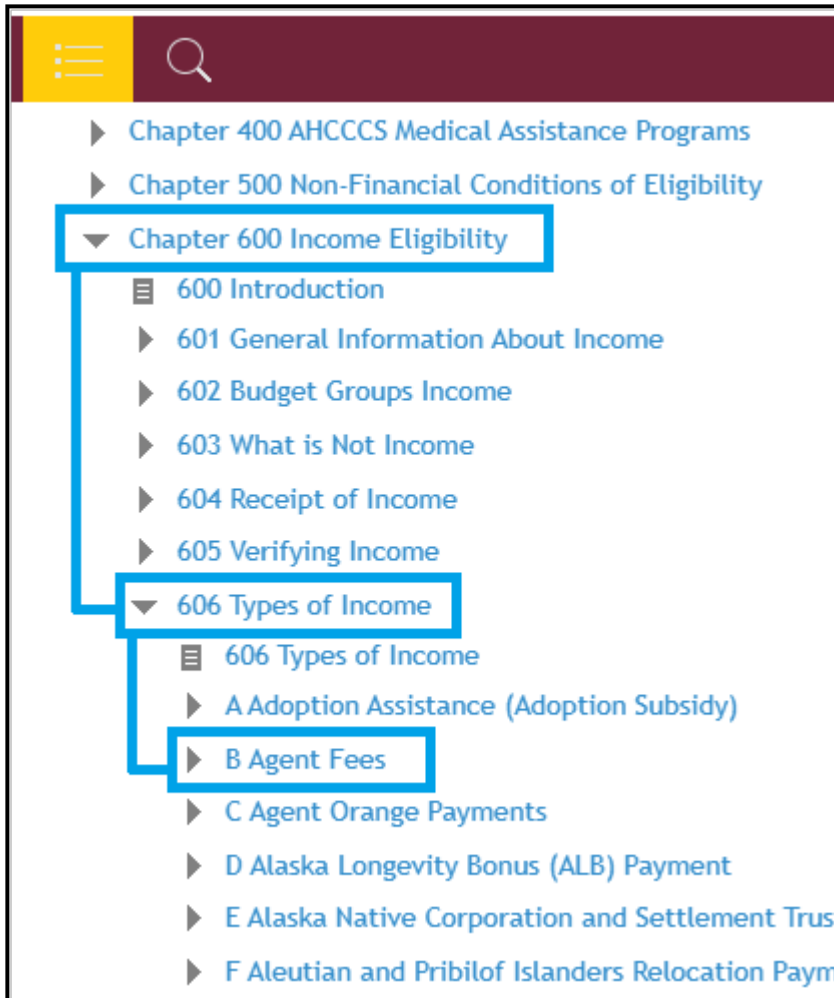 Chapter 400 AHCCCS Medical Assistance Programs
Chapter 500 Non-Financial Conditions of Eligibility
Chapter 600 Income Eligibility
600 Introduction
601 General Information About Income
602 Budget Groups Income
603 What is Not Income
604 Receipt of Income
605 Verifying Income
606 Types of Income
606 Types of Income
A Adoption Assistance (Adoption Subsidy)
B Agent Fees
C Agent Orange Payments
D Alaska Longevity Bonus (ALB) Payment
E Alaska Native Corporation and Settlement Trus
F Aleutian and Pribilof Islanders Relocation Paym